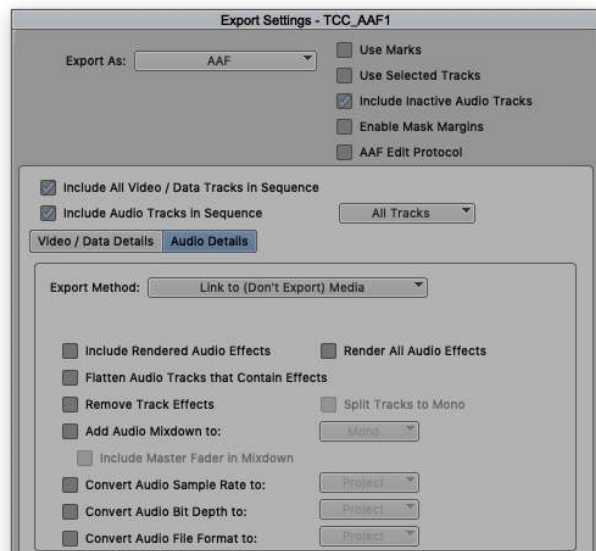 Export Settings - TCC_AAF1
Export As: AAF
Use Marks
Use Selected Tracks
Include Inactive Audio Tracks
Enable Mask Margins
AAF Edit Protocol
Include All Video / Data Tracks in Sequence
Include Audio Tracks in Sequence All Tracks
Video / Data Details Audio Details
Export Method: Link to (Don't Export) Media
Include Rendered Audio Effects Render All Audio Effects
Flatten Audio Tracks that Contain Effects
Remove Track Effects Split Tracks to Mono
Add Audio Mixdown to: Mono
Include Master Fader in Mixdown
Convert Audio Sample Rate to: Project
Convert Audio Bit Depth to: Project
Convert Audio File Format to: Project